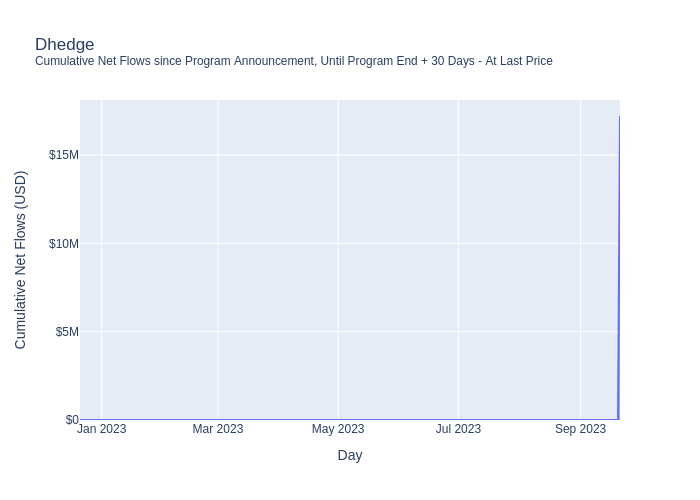 Dhedge
Cumulative Net Flows since Program Announcement, Until Program End + 30 Days - At Last Price
Cumulative Net Flows (USD)
$15M
$10M
$5M
$0
Jan 2023
Mar 2023
May 2023
Jul 2023
Sep 2023
Day